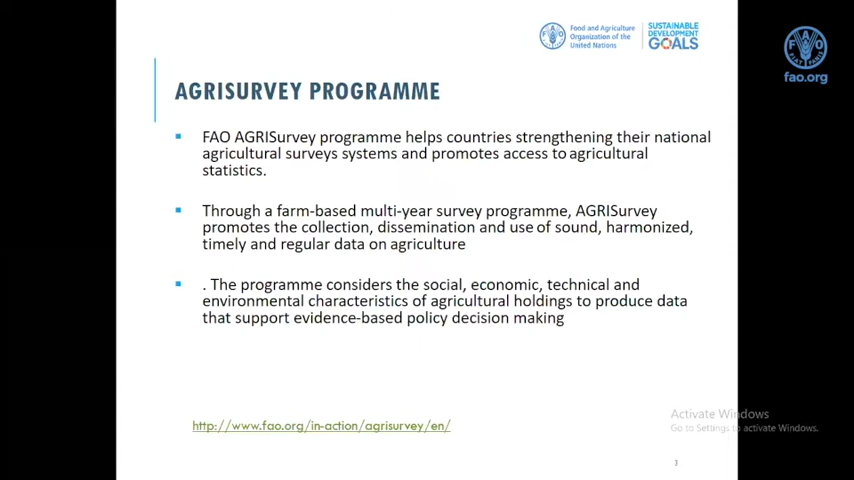 Food and Agriculture
Organization of the
United Nations
SUSTAINABLE
DEVELOPMENT
GOALS
FAO
FIAT PANIS
fao.org
AGRISURVEY PROGRAMME
FAO AGRISurvey programme helps countries strengthening their national
agricultural surveys systems and promotes access to agricultural
statistics.
Through a farm-based multi-year survey programme, AGRISurvey
promotes the collection, dissemination and use of sound, harmonized,
timely and regular data on agriculture
. The programme considers the social, economic, technical and
environmental characteristics of agricultural holdings to produce data
that support evidence-based policy decision making
http://www.fao.org/in-action/agrisurvey/en/
Activate Windows
Go to Settings to activate Windows.